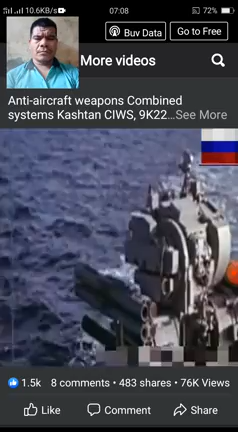 10.6KB/s
07:08
72%
Buy Data
Go to Free
More videos
Anti-aircraft weapons Combined
systems Kashtan CIWS, 9K22...See More
1.5k 8 comments • 483 shares • 76K Views
Like Comment Share